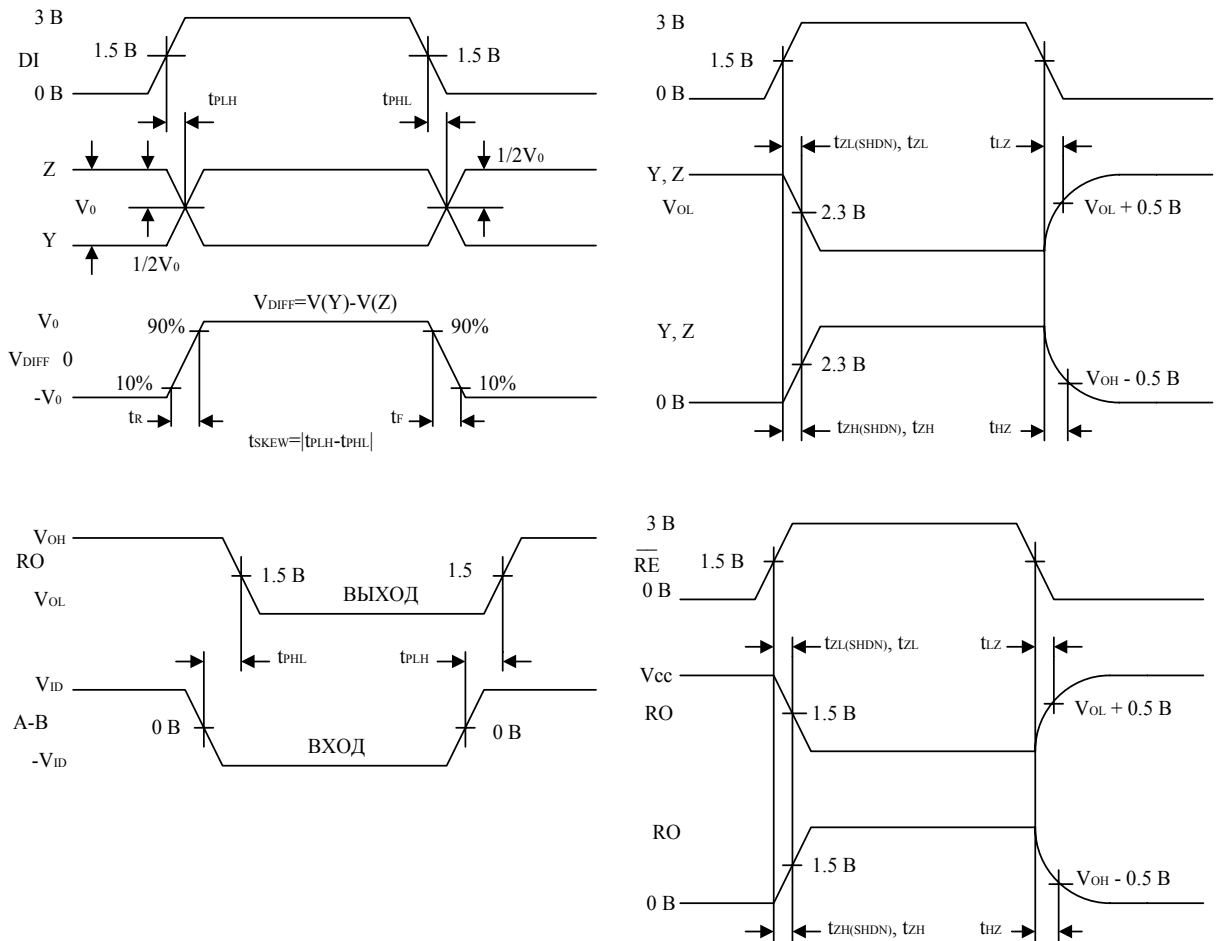 3 В
1.5 В
1.5 В
DI
0 В
tPLH
tPHL
Z
1/2V0
V0
Y
1/2V0
VDIFF=V(Y)-V(Z)
V0
90%
90%
VDIFF 0
10%
10%
-V0
tR
tF
tSKEW=|tPLH-tPHL|
3 В
1.5 В
0 В
tZL(SHDN), tZL
tLZ
Y, Z
VOL
2.3 В
VOL + 0.5 В
Y, Z
2.3 В
VOH - 0.5 В
0 В
tZH(SHDN), tZH
tHZ
VOH
RO
1.5 В
1.5
VOL
ВЫХОД
tPHL
tPLH
VID
A-B
0 В
0 В
ВХОД
-VID
3 В
RE
1.5 В
0 В
tZL(SHDN), tZL
tLZ
Vcc
RO
1.5 В
VOL + 0.5 В
RO
1.5 В
VOH - 0.5 В
0 В
tZH(SHDN), tZH
tHZ